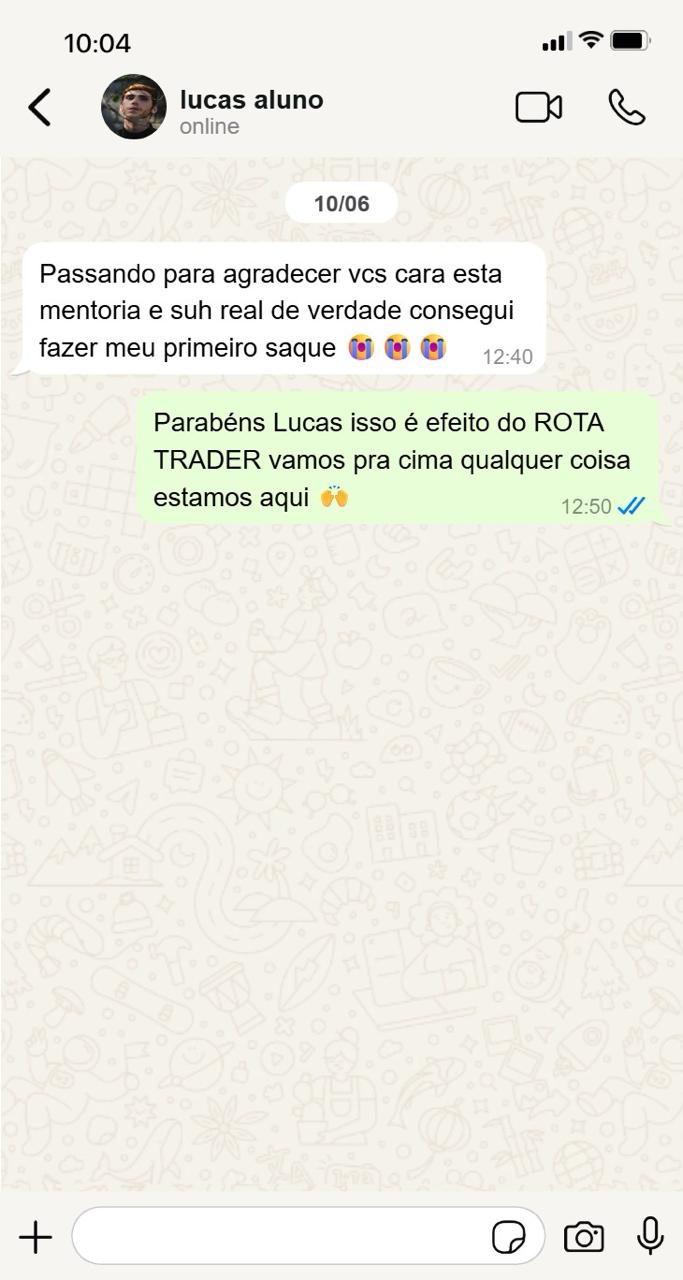 10:04
lucas aluno
online
10/06
Passando para agradecer vcs cara esta
mentoria e suh real de verdade consegui
fazer meu primeiro saque 😭 😭 😭 12:40
Parabéns Lucas isso é efeito do ROTA
TRADER vamos pra cima qualquer coisa
estamos aqui 🙌 12:50